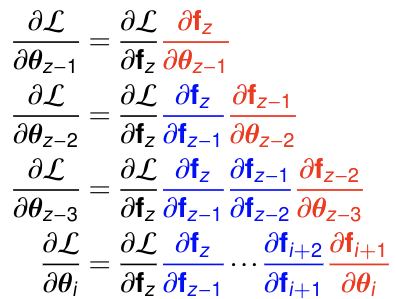 ∂𝓛/∂𝜽_{z−1} = ∂𝓛/∂𝐟_z ∂𝐟_z/∂𝜽_{z−1}
∂𝓛/∂𝜽_{z−2} = ∂𝓛/∂𝐟_z ∂𝐟_z/∂𝐟_{z−1} ∂𝐟_{z−1}/∂𝜽_{z−2}
∂𝓛/∂𝜽_{z−3} = ∂𝓛/∂𝐟_z ∂𝐟_z/∂𝐟_{z−1} ∂𝐟_{z−1}/∂𝐟_{z−2} ∂𝐟_{z−2}/∂𝜽_{z−3}
∂𝓛/∂θ_i = ∂𝓛/∂𝐟_z ∂𝐟_z/∂𝐟_{z−1} ⋯ ∂𝐟_{i+2}/∂𝐟_{i+1} ∂𝐟_{i+1}/∂θ_i